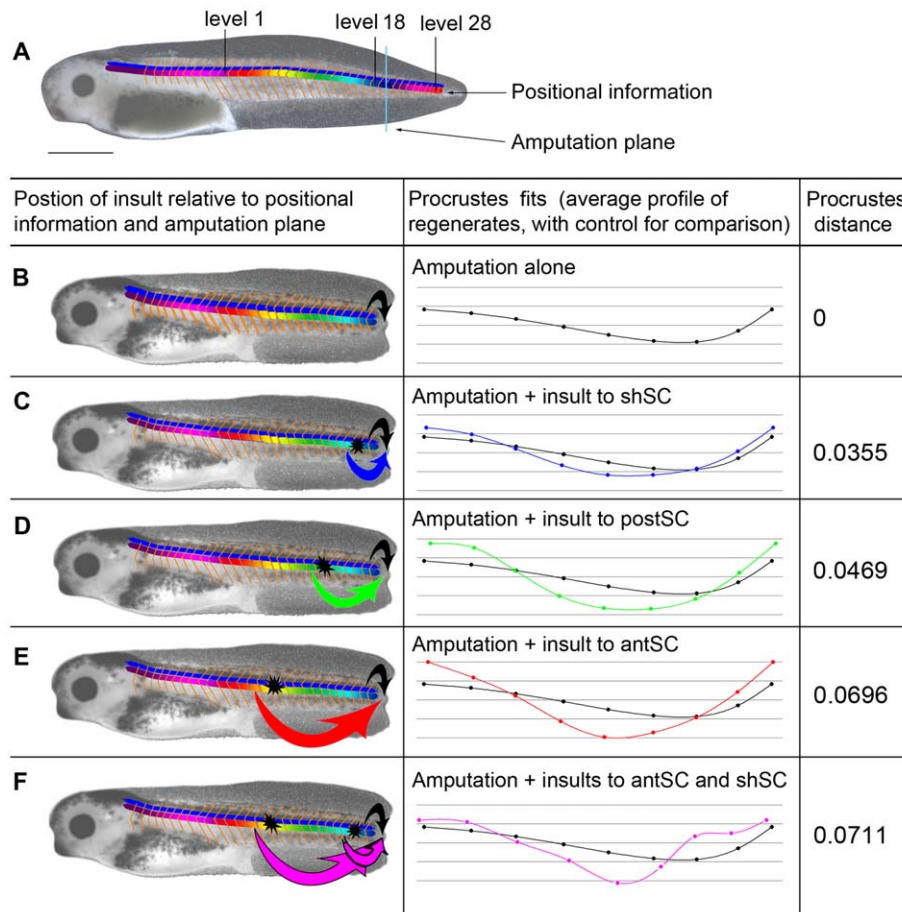 level 1
level 18
level 28
A
Positional information
Amputation plane
Postion of insult relative to positional
information and amputation plane
Procrustes fits (average profile of
regenerates, with control for comparison)
Procrustes
distance
B
Amputation alone
0
C
Amputation + insult to shSC
0.0355
D
Amputation + insult to postSC
0.0469
E
Amputation + insult to antSC
0.0696
F
Amputation + insults to antSC and shSC
0.0711